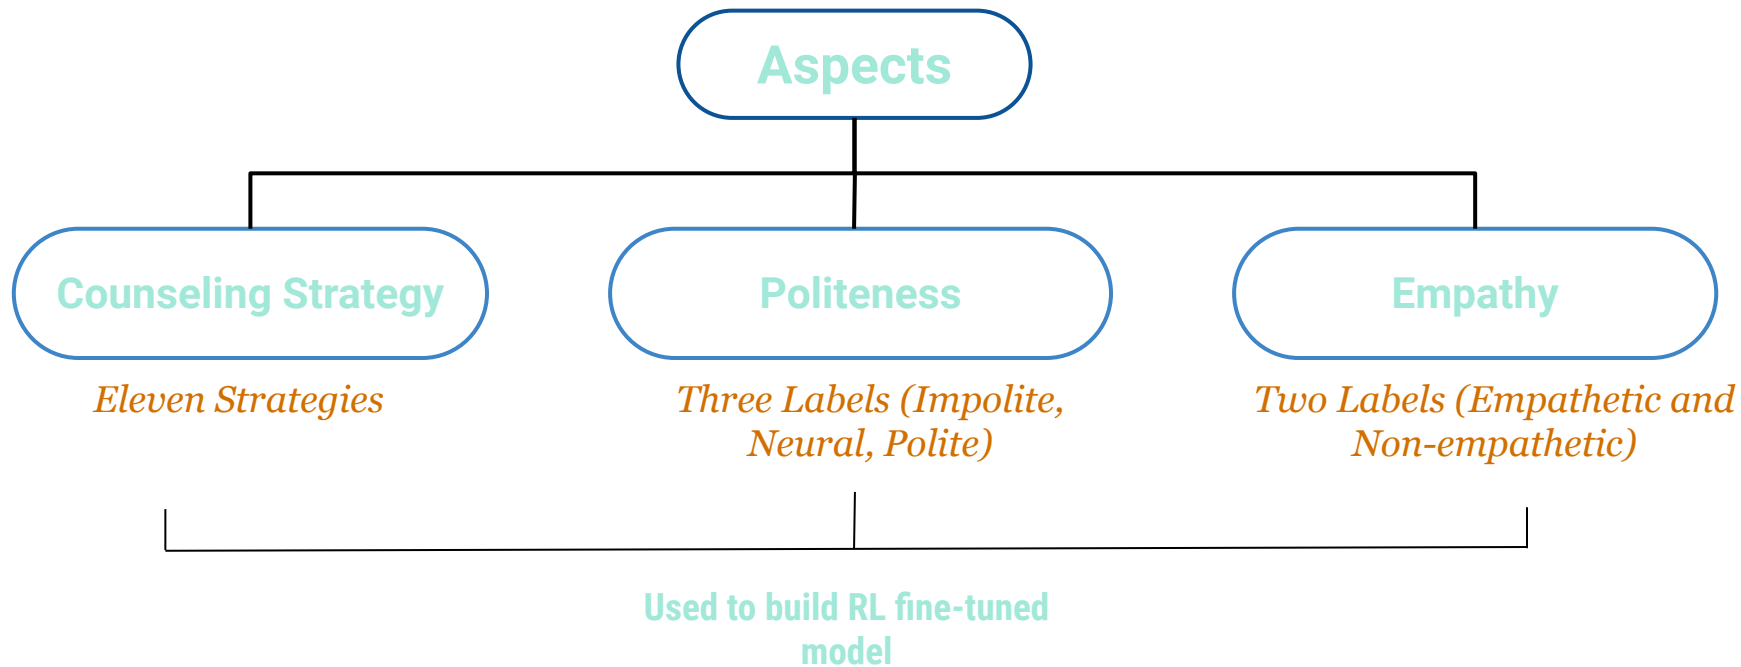 Aspects
Counseling Strategy
Politeness
Empathy
Eleven Strategies
Three Labels (Impolite,
Neural, Polite)
Two Labels (Empathetic and
Non-empathetic)
Used to build RL fine-tuned
model